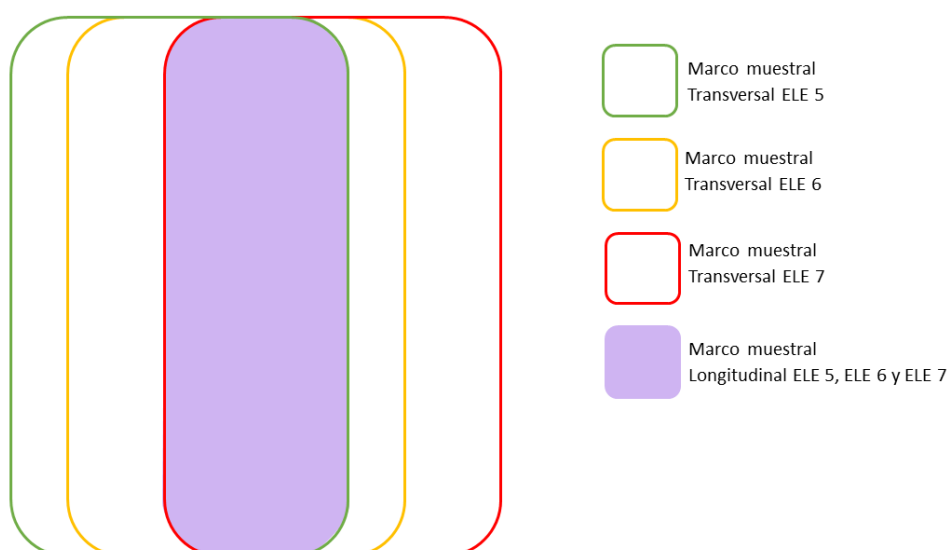 Marco muestral
Transversal ELE 5
Marco muestral
Transversal ELE 6
Marco muestral
Transversal ELE 7
Marco muestral
Longitudinal ELE 5, ELE 6 y ELE 7